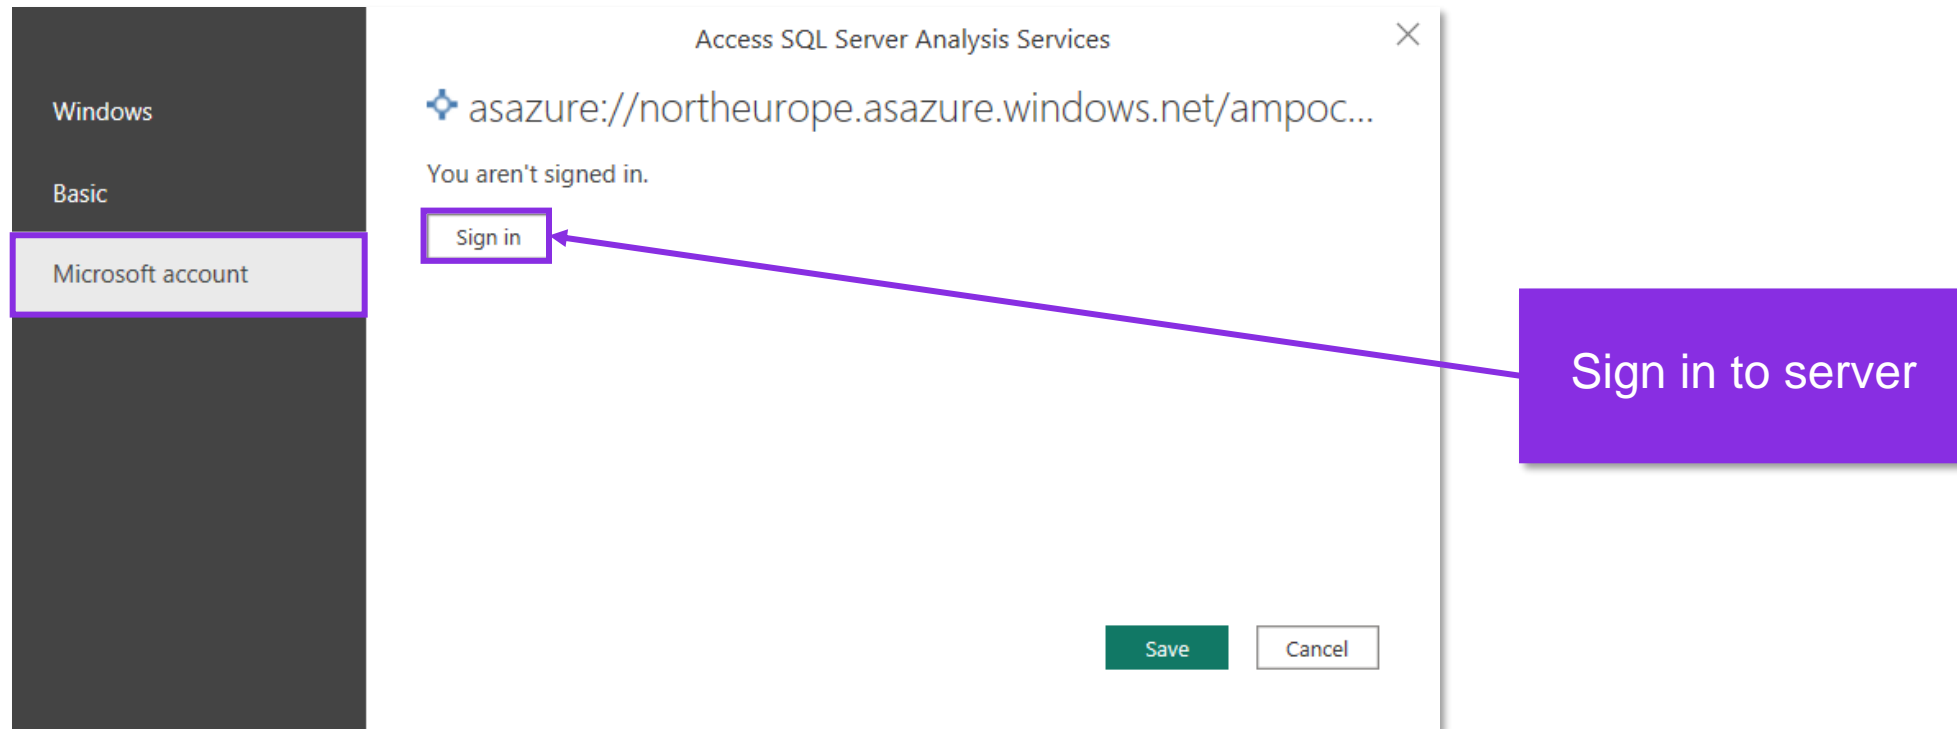 Access SQL Server Analysis Services
Windows
Basic
Microsoft account
asazure://northeurope.asazure.windows.net/ampoc...
You aren't signed in.
Sign in
Sign in to server
Save
Cancel